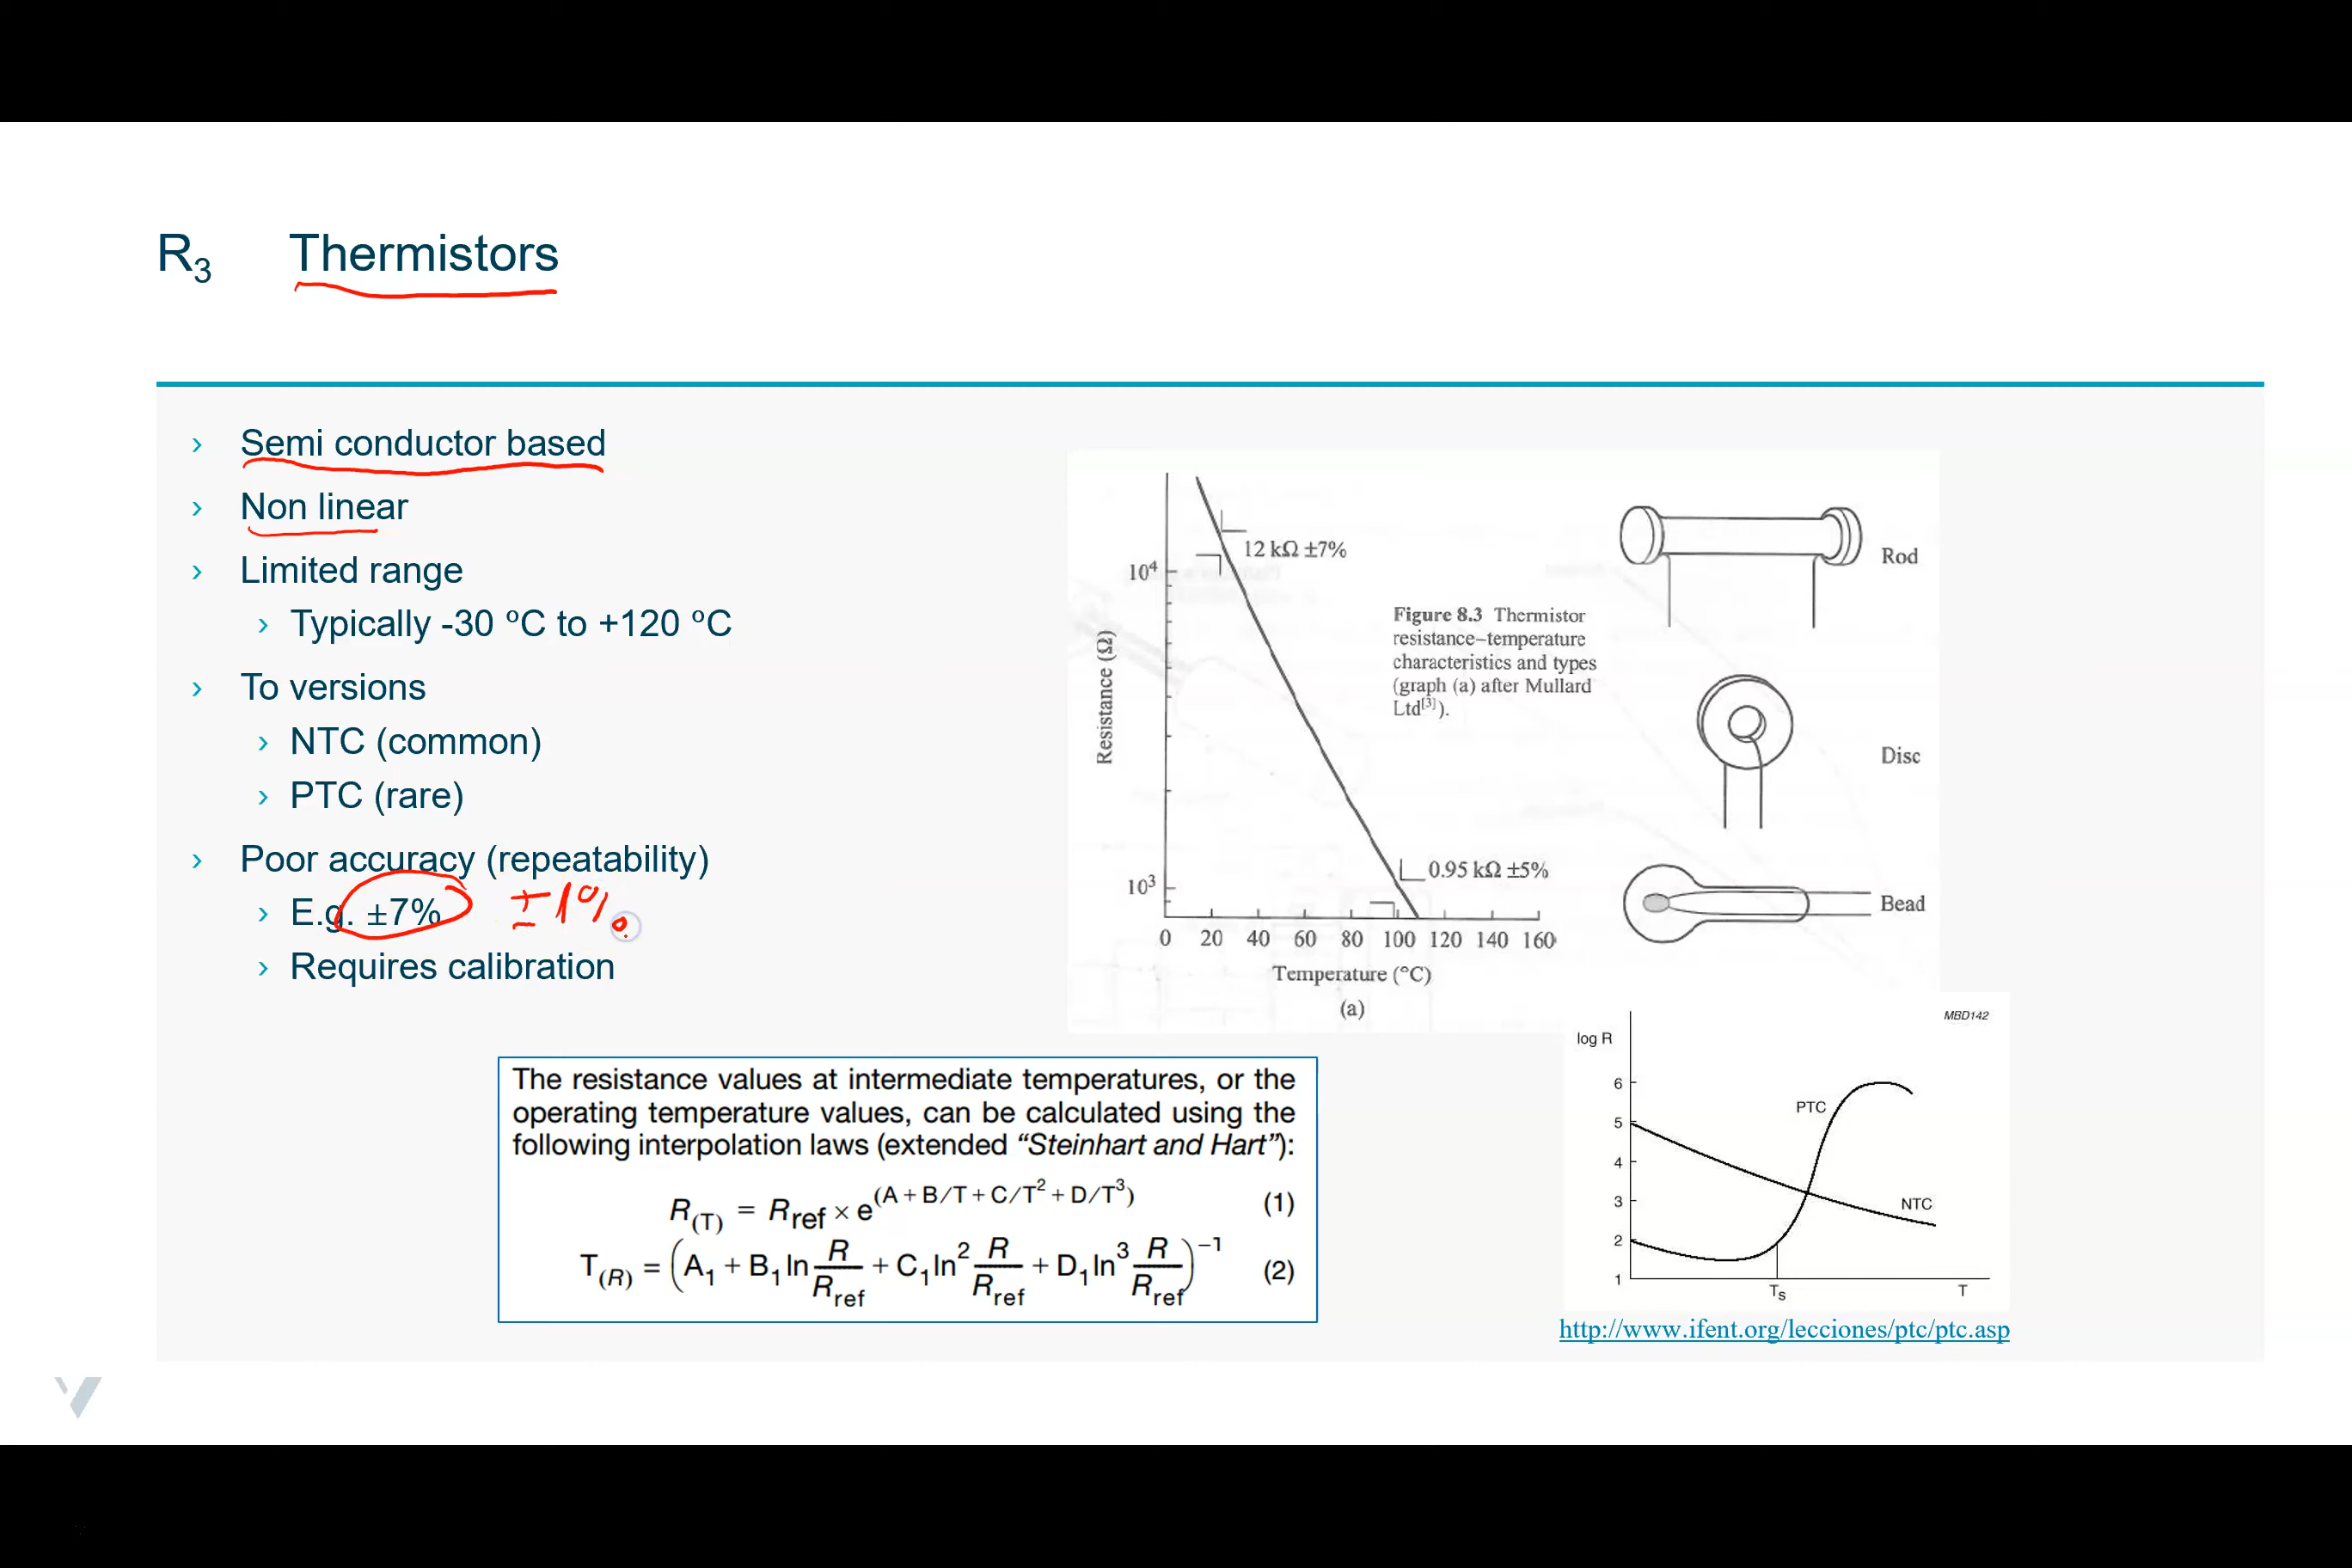 R₃ Thermistors
› Semi conductor based
› Non linear
› Limited range
› Typically -30 ºC to +120 ºC
› To versions
› NTC (common)
› PTC (rare)
› Poor accuracy (repeatability)
› E.g. ±7% ±1%
› Requires calibration
Resistance (Ω)
10⁴
10³
12 kΩ ±7%
0.95 kΩ ±5%
0 20 40 60 80 100 120 140 160
Temperature (°C)
(a)
Figure 8.3 Thermistor
resistance–temperature
characteristics and types
(graph (a) after Mullard
Ltd[3]).
Rod
Disc
Bead
The resistance values at intermediate temperatures, or the
operating temperature values, can be calculated using the
following interpolation laws (extended “Steinhart and Hart”):
R(T) = Rref × e^(A + B/T + C/T² + D/T³) (1)
T(R) = (A₁ + B₁ ln R/Rref + C₁ ln² R/Rref + D₁ ln³ R/Rref)⁻¹ (2)
MBD142
log R
6
5
4
3
2
1
PTC
NTC
Ts T
http://www.ifent.org/lecciones/ptc/ptc.asp